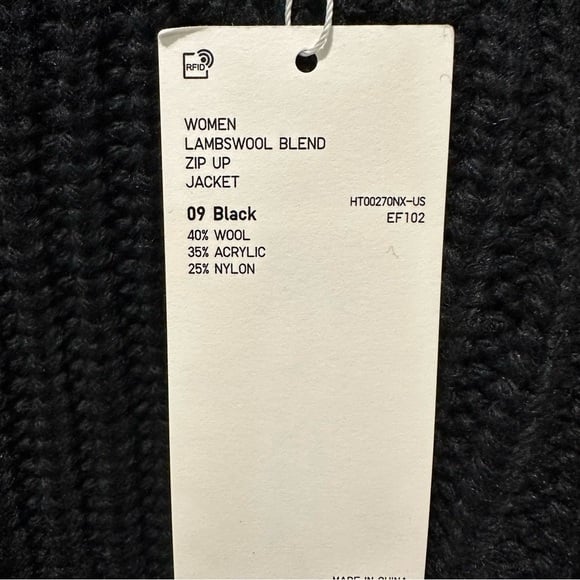 RFID
WOMEN
LAMBSWOOL BLEND
ZIP UP
JACKET
HT00270NX-US
09 Black
EF102
40% WOOL
35% ACRYLIC
25% NYLON
MADE IN CHINA